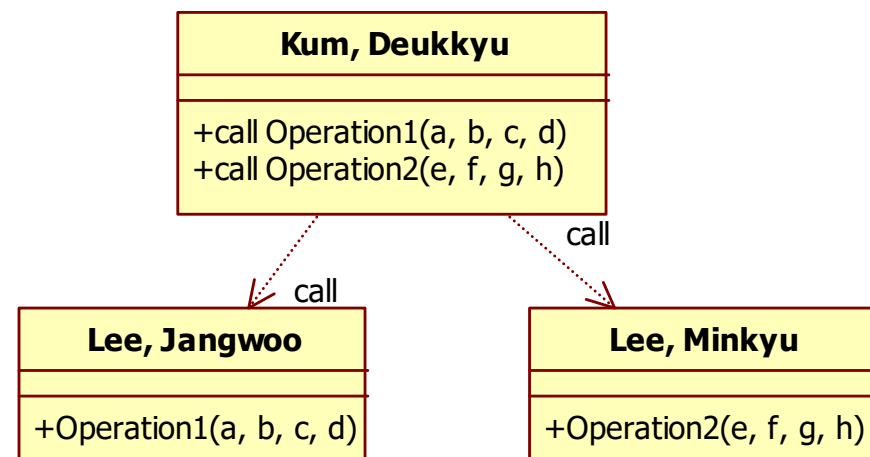 Kum, Deukkyu
+call Operation1(a, b, c, d)
+call Operation2(e, f, g, h)
call
call
Lee, Jangwoo
+Operation1(a, b, c, d)
Lee, Minkyu
+Operation2(e, f, g, h)